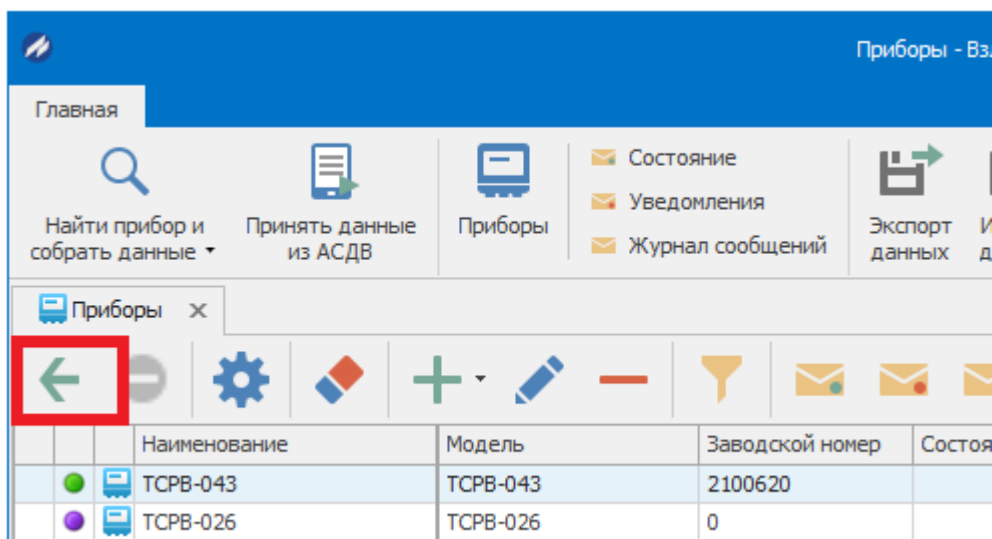 Приборы - Вз
Главная
Найти прибор и
собрать данные
Принять данные
из АСДВ
Приборы
Состояние
Уведомления
Журнал сообщений
Экспорт
данных
Приборы
Наименование Модель Заводской номер Состоя
ТСРВ-043 ТСРВ-043 2100620
ТСРВ-026 ТСРВ-026 0